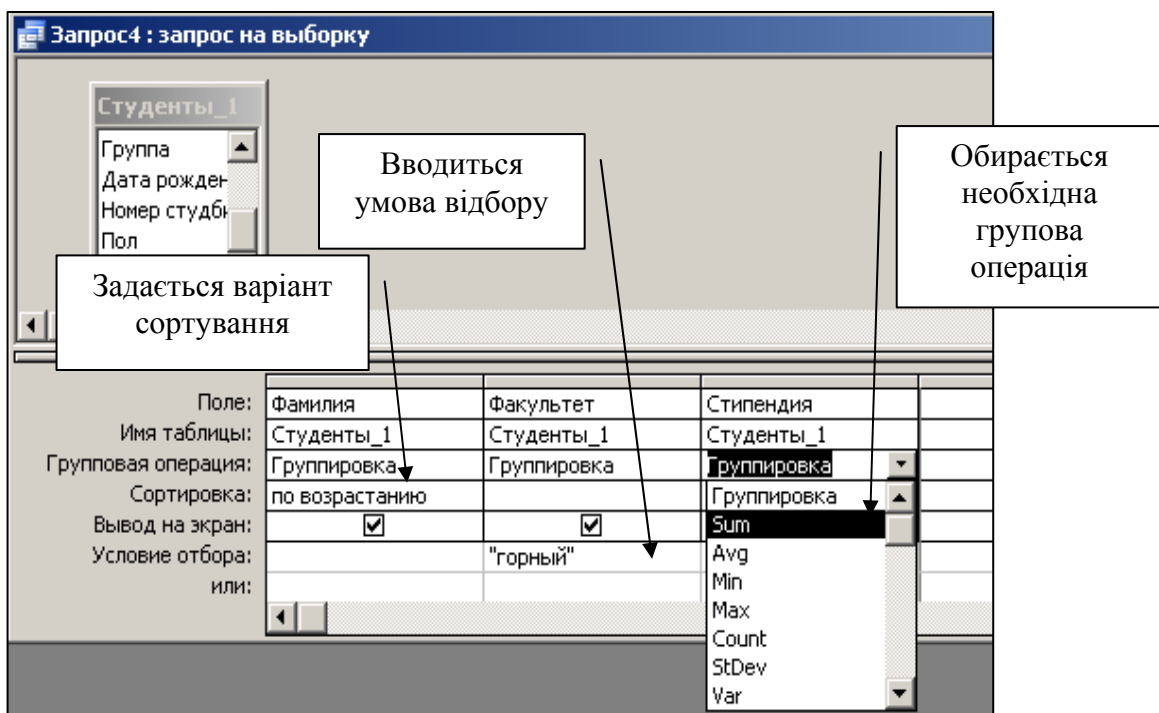 Запрос4 : запрос на выборку
Студенты_1
Группа
Дата рожден
Номер студб
Пол
Вводиться
умова відбору
Обирається
необхідна
групова
операція
Задається варіант
сортування
Поле: Фамилия Факультет Стипендия
Имя таблицы: Студенты_1 Студенты_1 Студенты_1
Групповая операция: Группировка Группировка Группировка
Сортировка: по возрастанию Группировка
Вывод на экран: Sum
Условие отбора: "горный" Avg
или: Min
Max
Count
StDev
Var